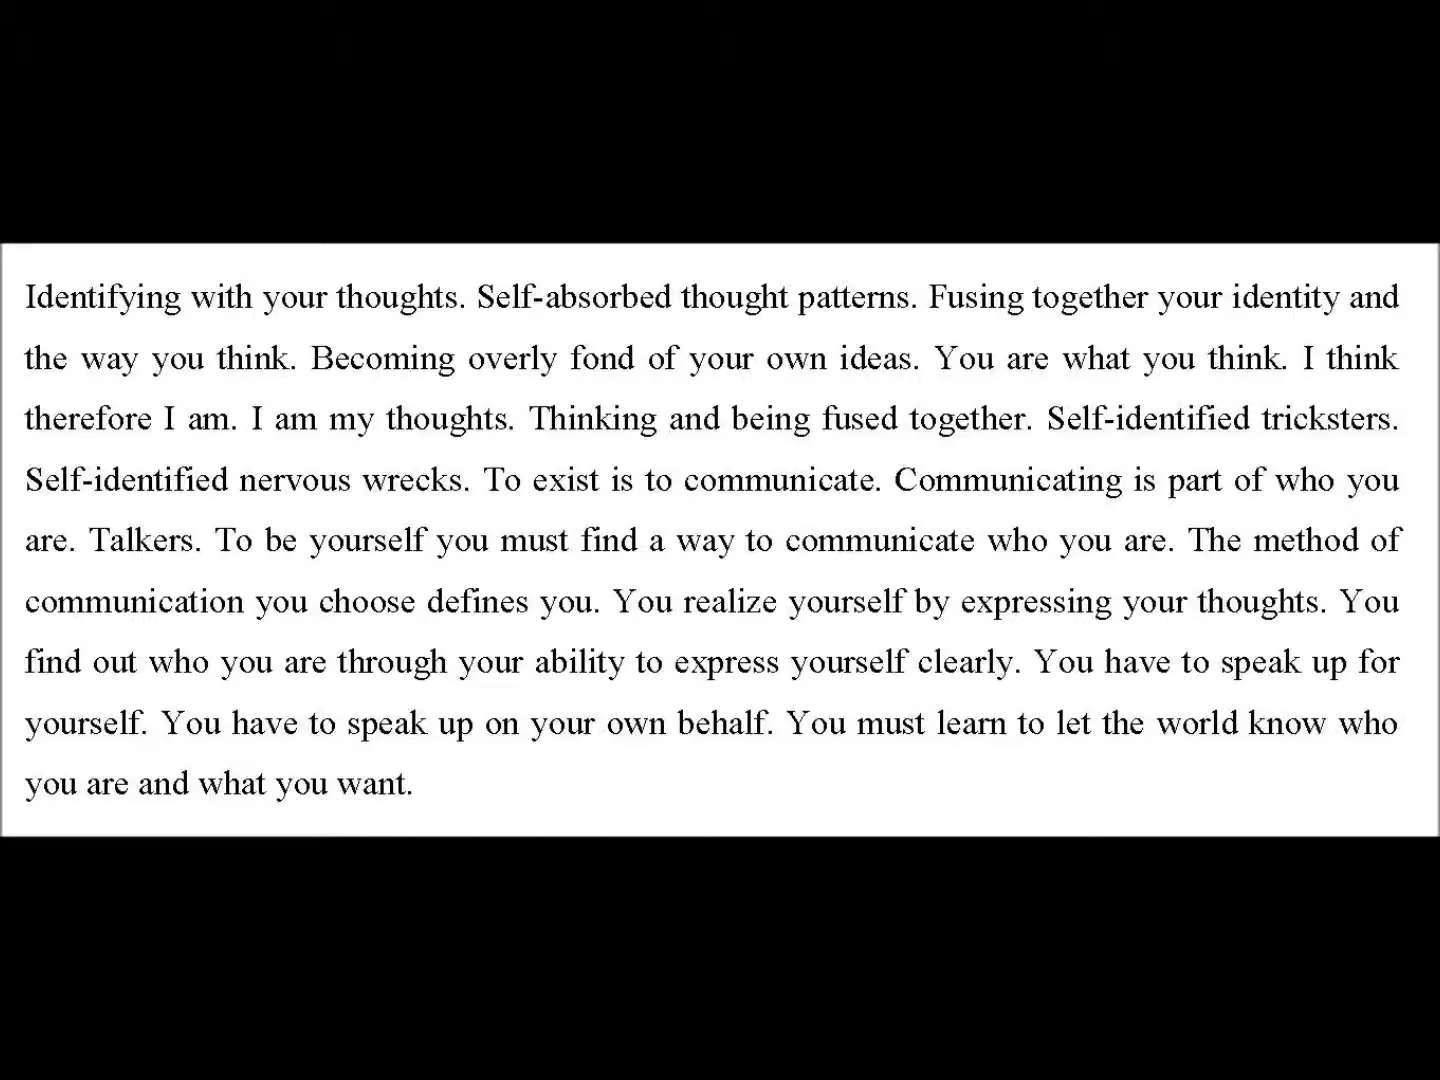 Identifying with your thoughts. Self-absorbed thought patterns. Fusing together your identity and
the way you think. Becoming overly fond of your own ideas. You are what you think. I think
therefore I am. I am my thoughts. Thinking and being fused together. Self-identified tricksters.
Self-identified nervous wrecks. To exist is to communicate. Communicating is part of who you
are. Talkers. To be yourself you must find a way to communicate who you are. The method of
communication you choose defines you. You realize yourself by expressing your thoughts. You
find out who you are through your ability to express yourself clearly. You have to speak up for
yourself. You have to speak up on your own behalf. You must learn to let the world know who
you are and what you want.